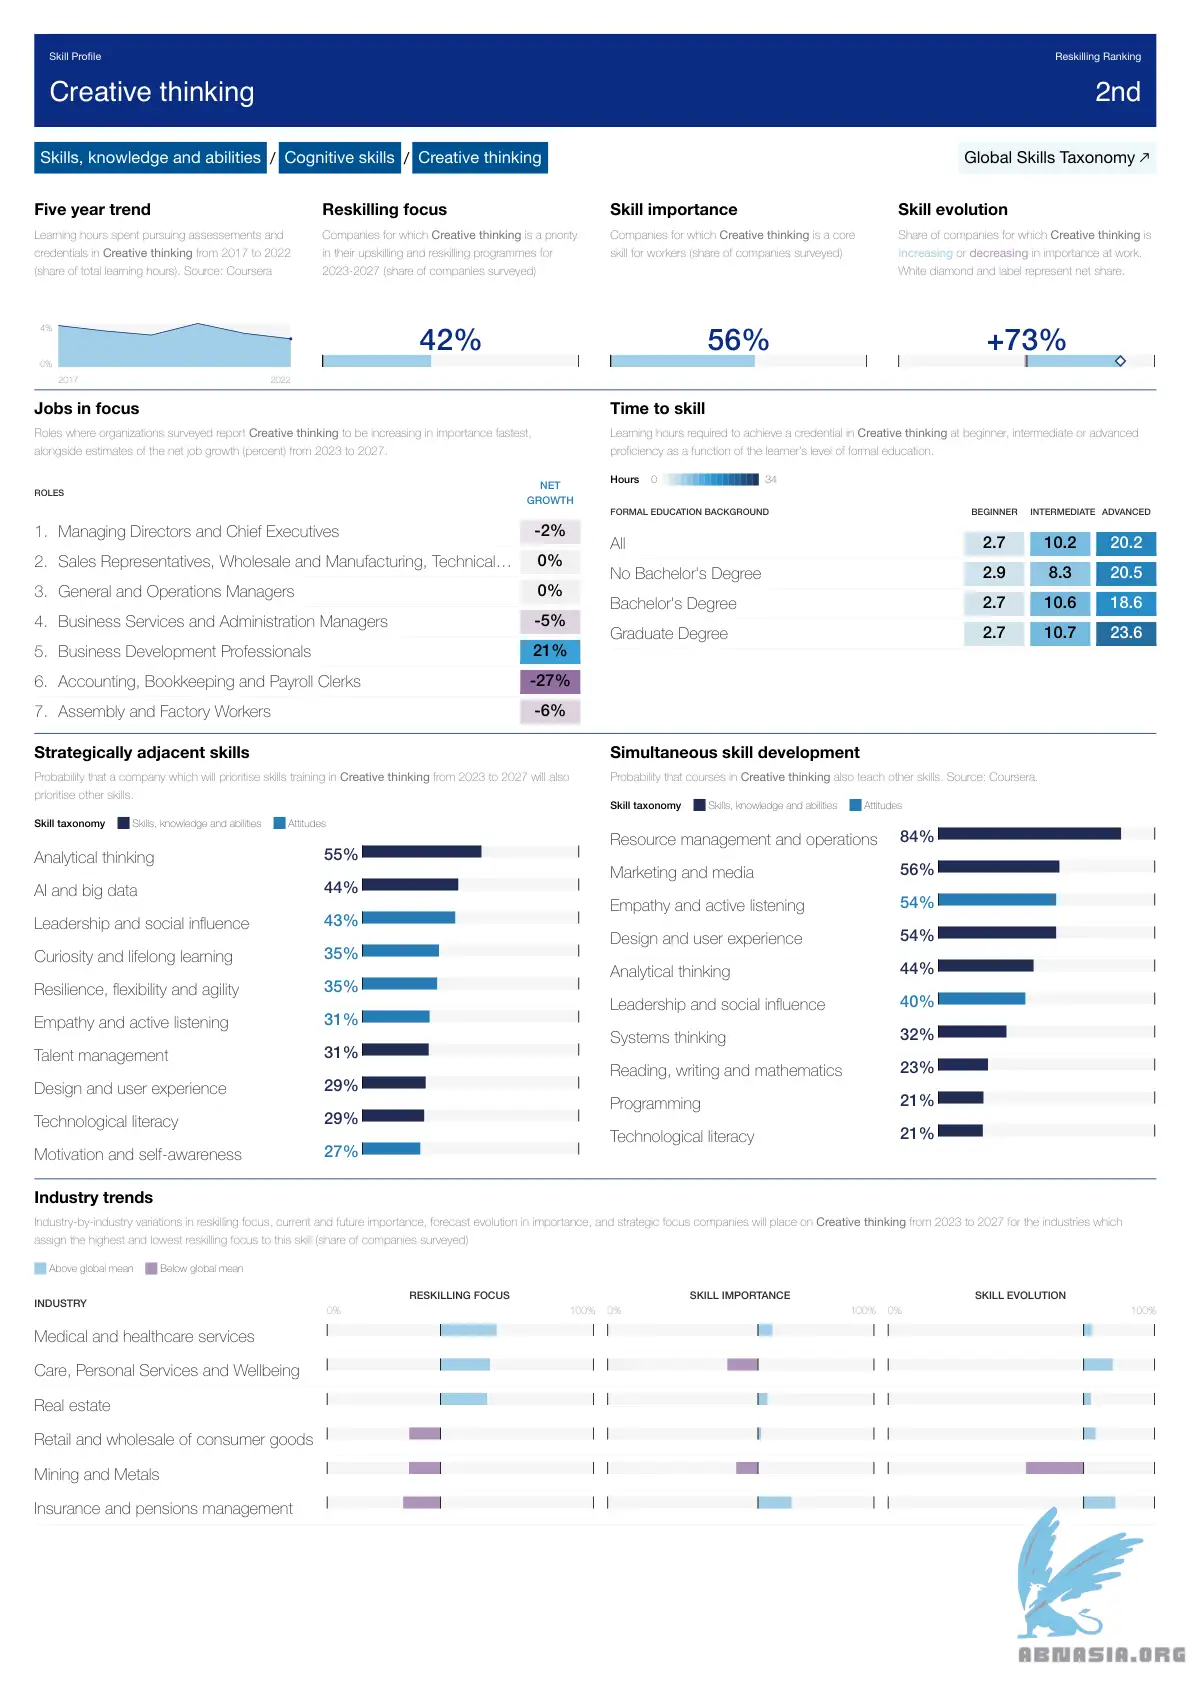 Skill Profile
Reskilling Ranking
Creative thinking
2nd
Skills, knowledge and abilities / Cognitive skills / Creative thinking
Global Skills Taxonomy ↗
Five year trend
Learning hours spent pursuing assessements and
credentials in Creative thinking from 2017 to 2022
(share of total learning hours). Source: Coursera
4%
0%
2017
2022
Reskilling focus
Companies for which Creative thinking is a priority
in their upskilling and reskilling programmes for
2023-2027 (share of companies surveyed)
42%
Skill importance
Companies for which Creative thinking is a core
skill for workers (share of companies surveyed)
56%
Skill evolution
Share of companies for which Creative thinking is
increasing or decreasing in importance at work.
White diamond and label represent net share.
+73%
Jobs in focus
Roles where organizations surveyed report Creative thinking to be increasing in importance fastest,
alongside estimates of the net job growth (percent) from 2023 to 2027.
ROLES
NET
GROWTH
1. Managing Directors and Chief Executives -2%
2. Sales Representatives, Wholesale and Manufacturing, Technical... 0%
3. General and Operations Managers 0%
4. Business Services and Administration Managers -5%
5. Business Development Professionals 21%
6. Accounting, Bookkeeping and Payroll Clerks -27%
7. Assembly and Factory Workers -6%
Time to skill
Learning hours required to achieve a credential in Creative thinking at beginner, intermediate or advanced
proficiency as a function of the learner's level of formal education.
Hours 0 34
FORMAL EDUCATION BACKGROUND BEGINNER INTERMEDIATE ADVANCED
All 2.7 10.2 20.2
No Bachelor's Degree 2.9 8.3 20.5
Bachelor's Degree 2.7 10.6 18.6
Graduate Degree 2.7 10.7 23.6
Strategically adjacent skills
Probability that a company which will prioritise skills training in Creative thinking from 2023 to 2027 will also
prioritise other skills.
Skill taxonomy Skills, knowledge and abilities Attitudes
Analytical thinking 55%
AI and big data 44%
Leadership and social influence 43%
Curiosity and lifelong learning 35%
Resilience, flexibility and agility 35%
Empathy and active listening 31%
Talent management 31%
Design and user experience 29%
Technological literacy 29%
Motivation and self-awareness 27%
Simultaneous skill development
Probability that courses in Creative thinking also teach other skills. Source: Coursera.
Skill taxonomy Skills, knowledge and abilities Attitudes
Resource management and operations 84%
Marketing and media 56%
Empathy and active listening 54%
Design and user experience 54%
Analytical thinking 44%
Leadership and social influence 40%
Systems thinking 32%
Reading, writing and mathematics 23%
Programming 21%
Technological literacy 21%
Industry trends
Industry-by-industry variations in reskilling focus, current and future importance, forecast evolution in importance, and strategic focus companies will place on Creative thinking from 2023 to 2027 for the industries which
assign the highest and lowest reskilling focus to this skill (share of companies surveyed)
Above global mean Below global mean
INDUSTRY RESKILLING FOCUS SKILL IMPORTANCE SKILL EVOLUTION
0% 100% 0% 100% 0% 100%
Medical and healthcare services
Care, Personal Services and Wellbeing
Real estate
Retail and wholesale of consumer goods
Mining and Metals
Insurance and pensions management
ABNASIA.ORG